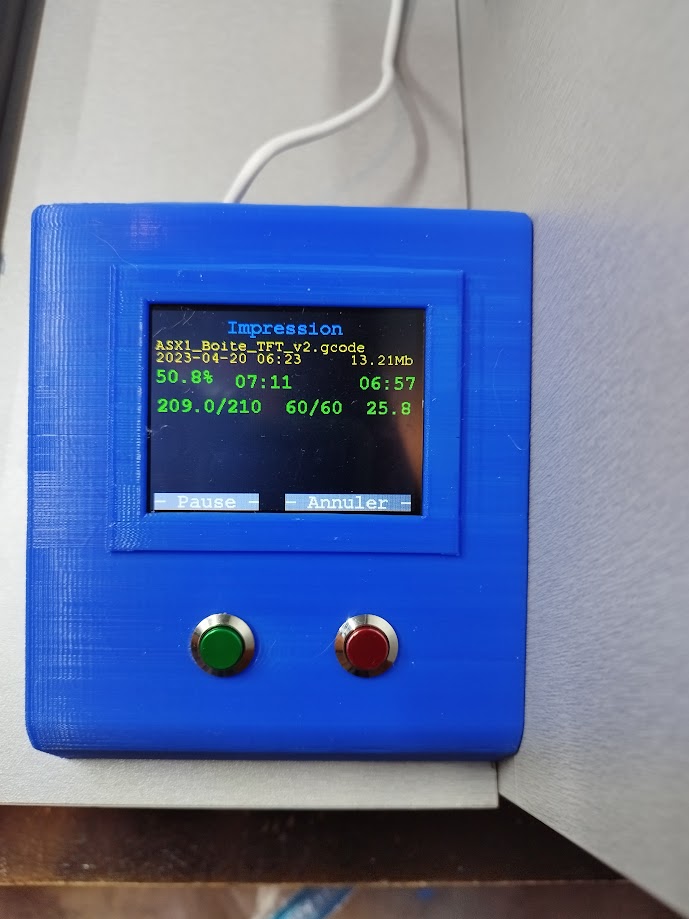 Impression
ASX1_Boite_TFT_v2.gcode
2023-04-20 06:23 13.21Mb
50.8% 07:11 06:57
209.0/210 60/60 25.8
- Pause - - Annuler -